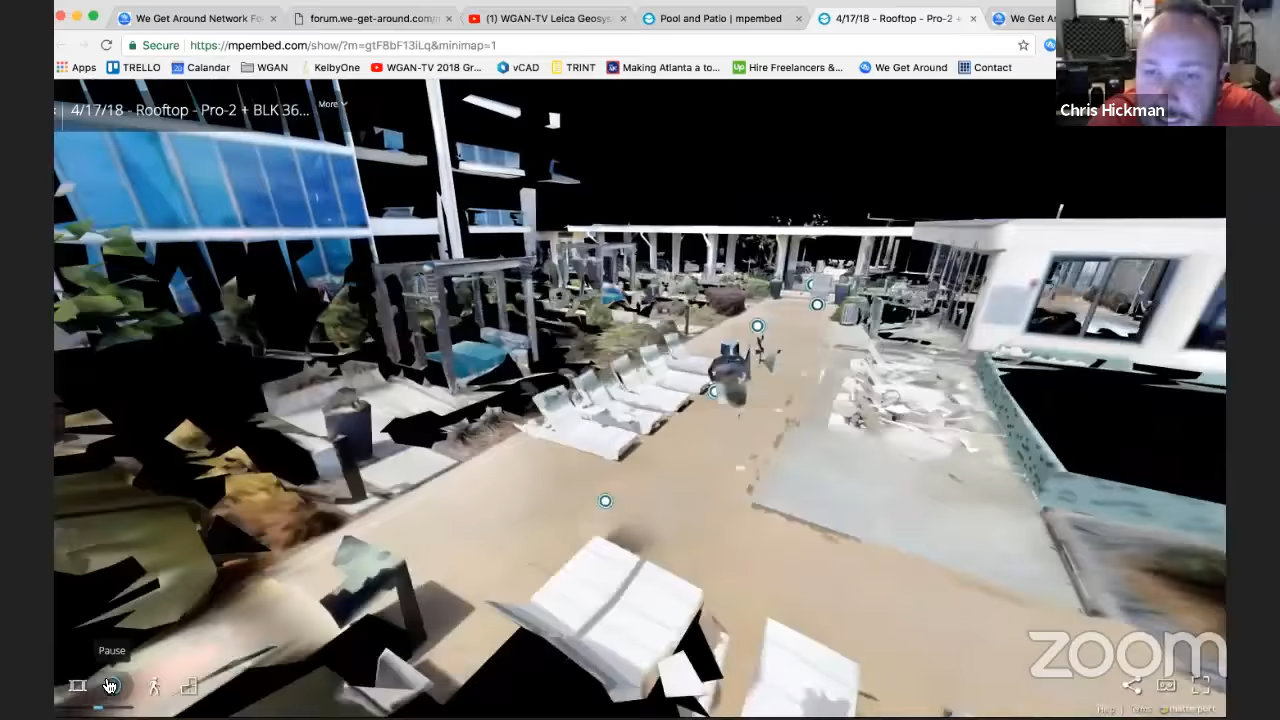 We Get Around Network Fo
forum.we-get-around.com/
(1) WGAN-TV Leica Geosys
Pool and Patio | mpembed
4/17/18 - Rooftop - Pro-2 +
We Get Ar
Secure
https://mpembed.com/show/?m=gtF8bF13iLq&minimap=1
Apps
TRELLO
Calandar
WGAN
KelbyOne
WGAN-TV 2018 Gr...
vCAD
TRINT
Making Atlanta a to...
Hire Freelancers &...
We Get Around
Contact
Chris Hickman
4/17/18 - Rooftop - Pro-2 + BLK 36...
More
Pause
zoom
Help | Terms
matterport